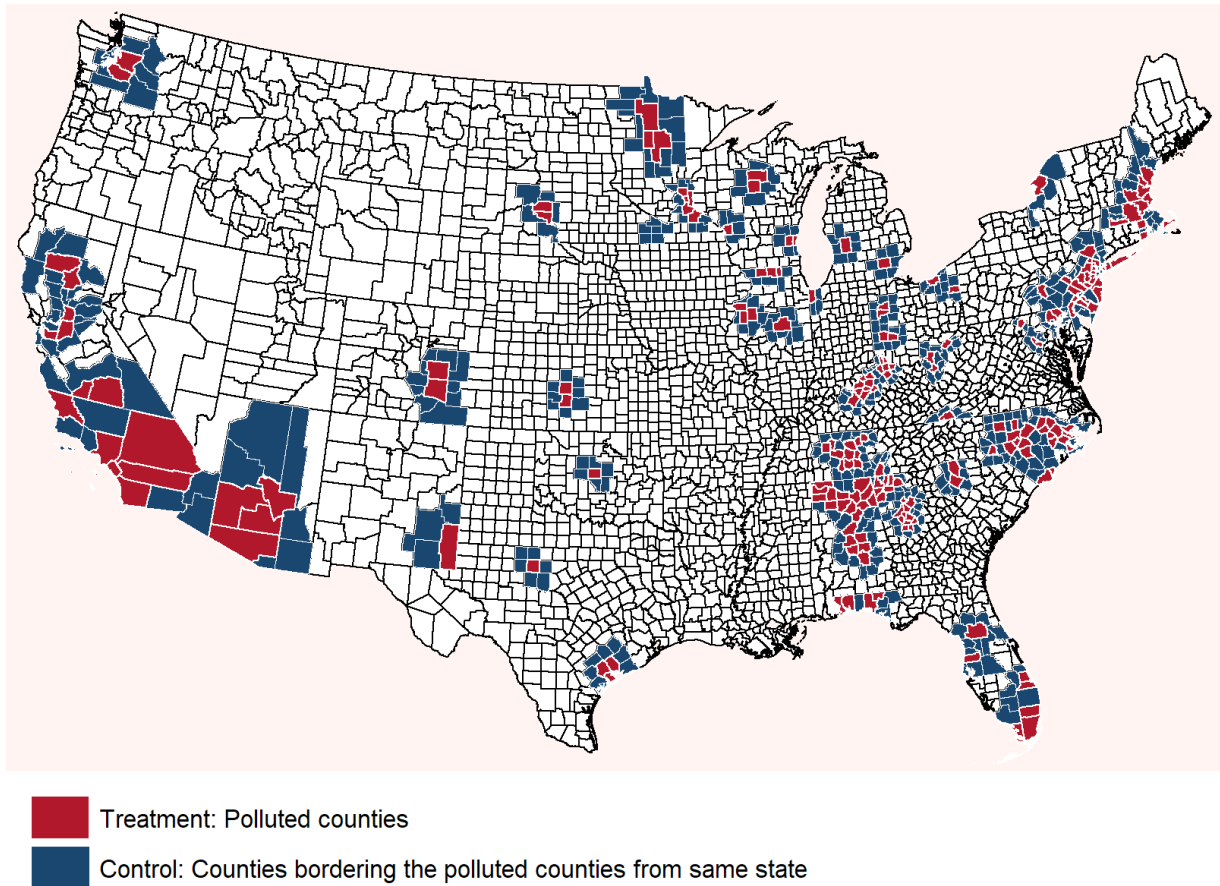 Treatment: Polluted counties
Control: Counties bordering the polluted counties from same state